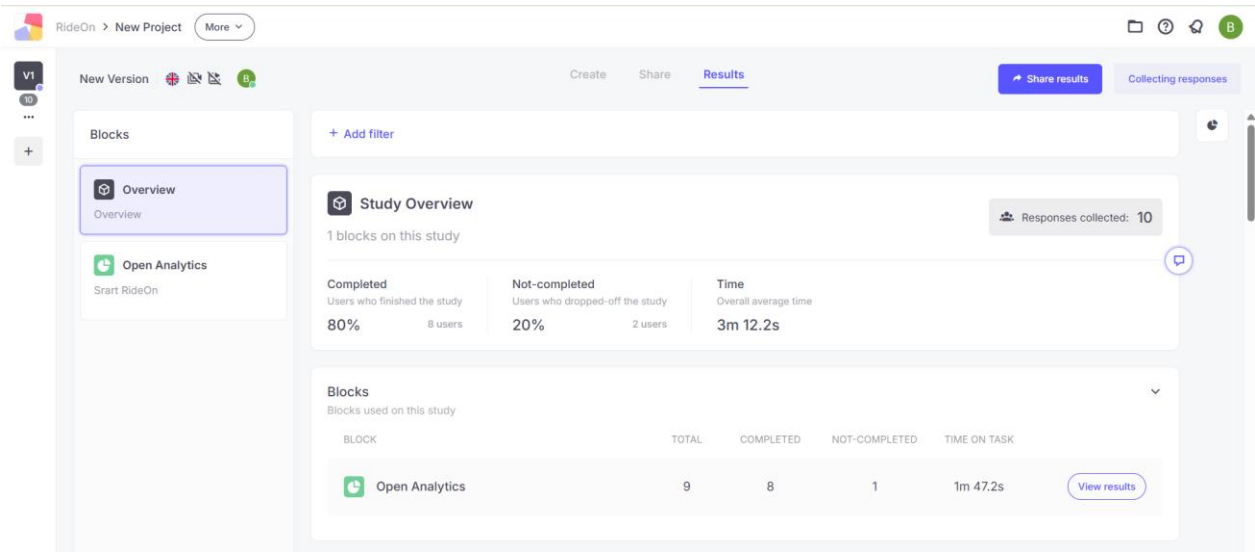 RideOn > New Project More
B
V1
10
New Version B
Create Share Results
Share results Collecting responses
Blocks
Overview
Overview
Open Analytics
Srart RideOn
+ Add filter
Study Overview
1 blocks on this study
Responses collected: 10
Completed Not-completed Time
Users who finished the study Users who dropped-off the study Overall average time
80% 8 users 20% 2 users 3m 12.2s
Blocks
Blocks used on this study
BLOCK TOTAL COMPLETED NOT-COMPLETED TIME ON TASK
Open Analytics 9 8 1 1m 47.2s View results